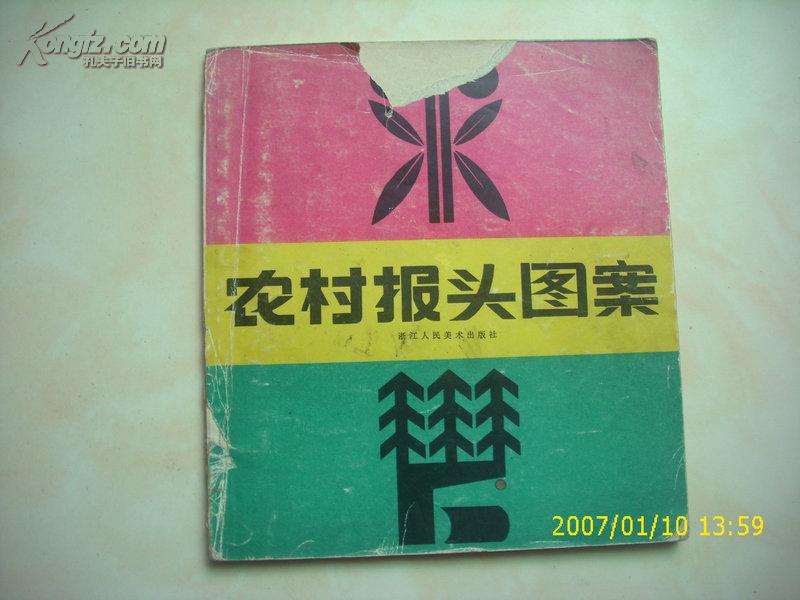 Kongfz.com
孔夫子旧书网
农村报头图案
浙江人民美术出版社
2007/01/10 13:59